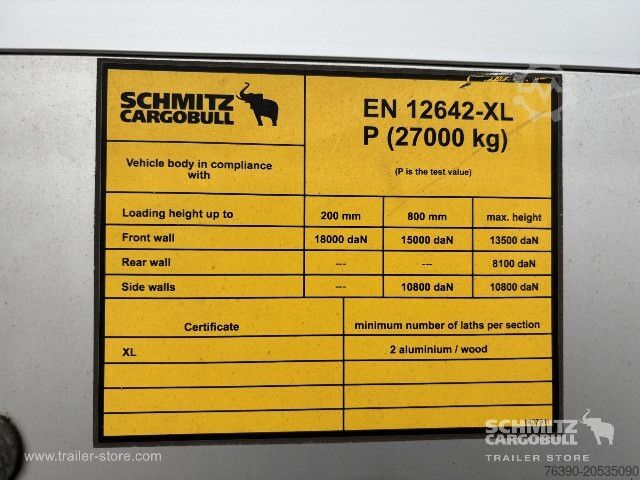 SCHMITZ
CARGOBULL
EN 12642-XL
P (27000 kg)
Vehicle body in compliance
with
(P is the test value)
Loading height up to 200 mm 800 mm max. height
Front wall 18000 daN 15000 daN 13500 daN
Rear wall --- --- 8100 daN
Side walls --- 10800 daN 10800 daN
Certificate minimum number of laths per section
XL 2 aluminium / wood
SCHMITZ
CARGOBULL
TRAILER STORE
www.trailer-store.com
76390-20535090